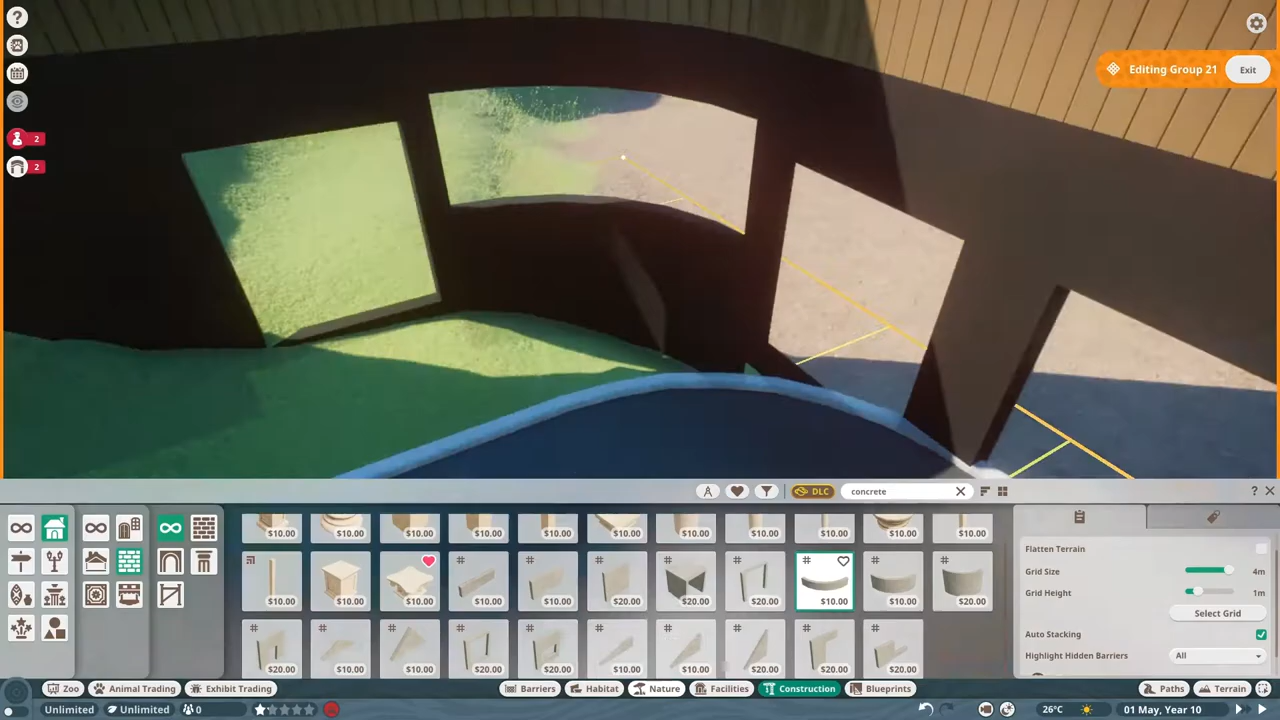 Editing Group 21
Exit
2
2
DLC
concrete
$10.00 $10.00 $10.00 $10.00 $10.00 $10.00 $10.00 $10.00 $10.00 $10.00 $10.00
$10.00 $10.00 $10.00 $10.00 $10.00 $20.00 $20.00 $20.00 $10.00 $10.00 $20.00
$20.00 $10.00 $10.00 $20.00 $20.00 $10.00 $10.00 $20.00 $20.00 $20.00
Flatten Terrain
Grid Size 4m
Grid Height 1m
Select Grid
Auto Stacking
Highlight Hidden Barriers All
Zoo Animal Trading Exhibit Trading Barriers Habitat Nature Facilities Construction Blueprints Paths Terrain
Unlimited Unlimited 0 26°C 01 May, Year 10